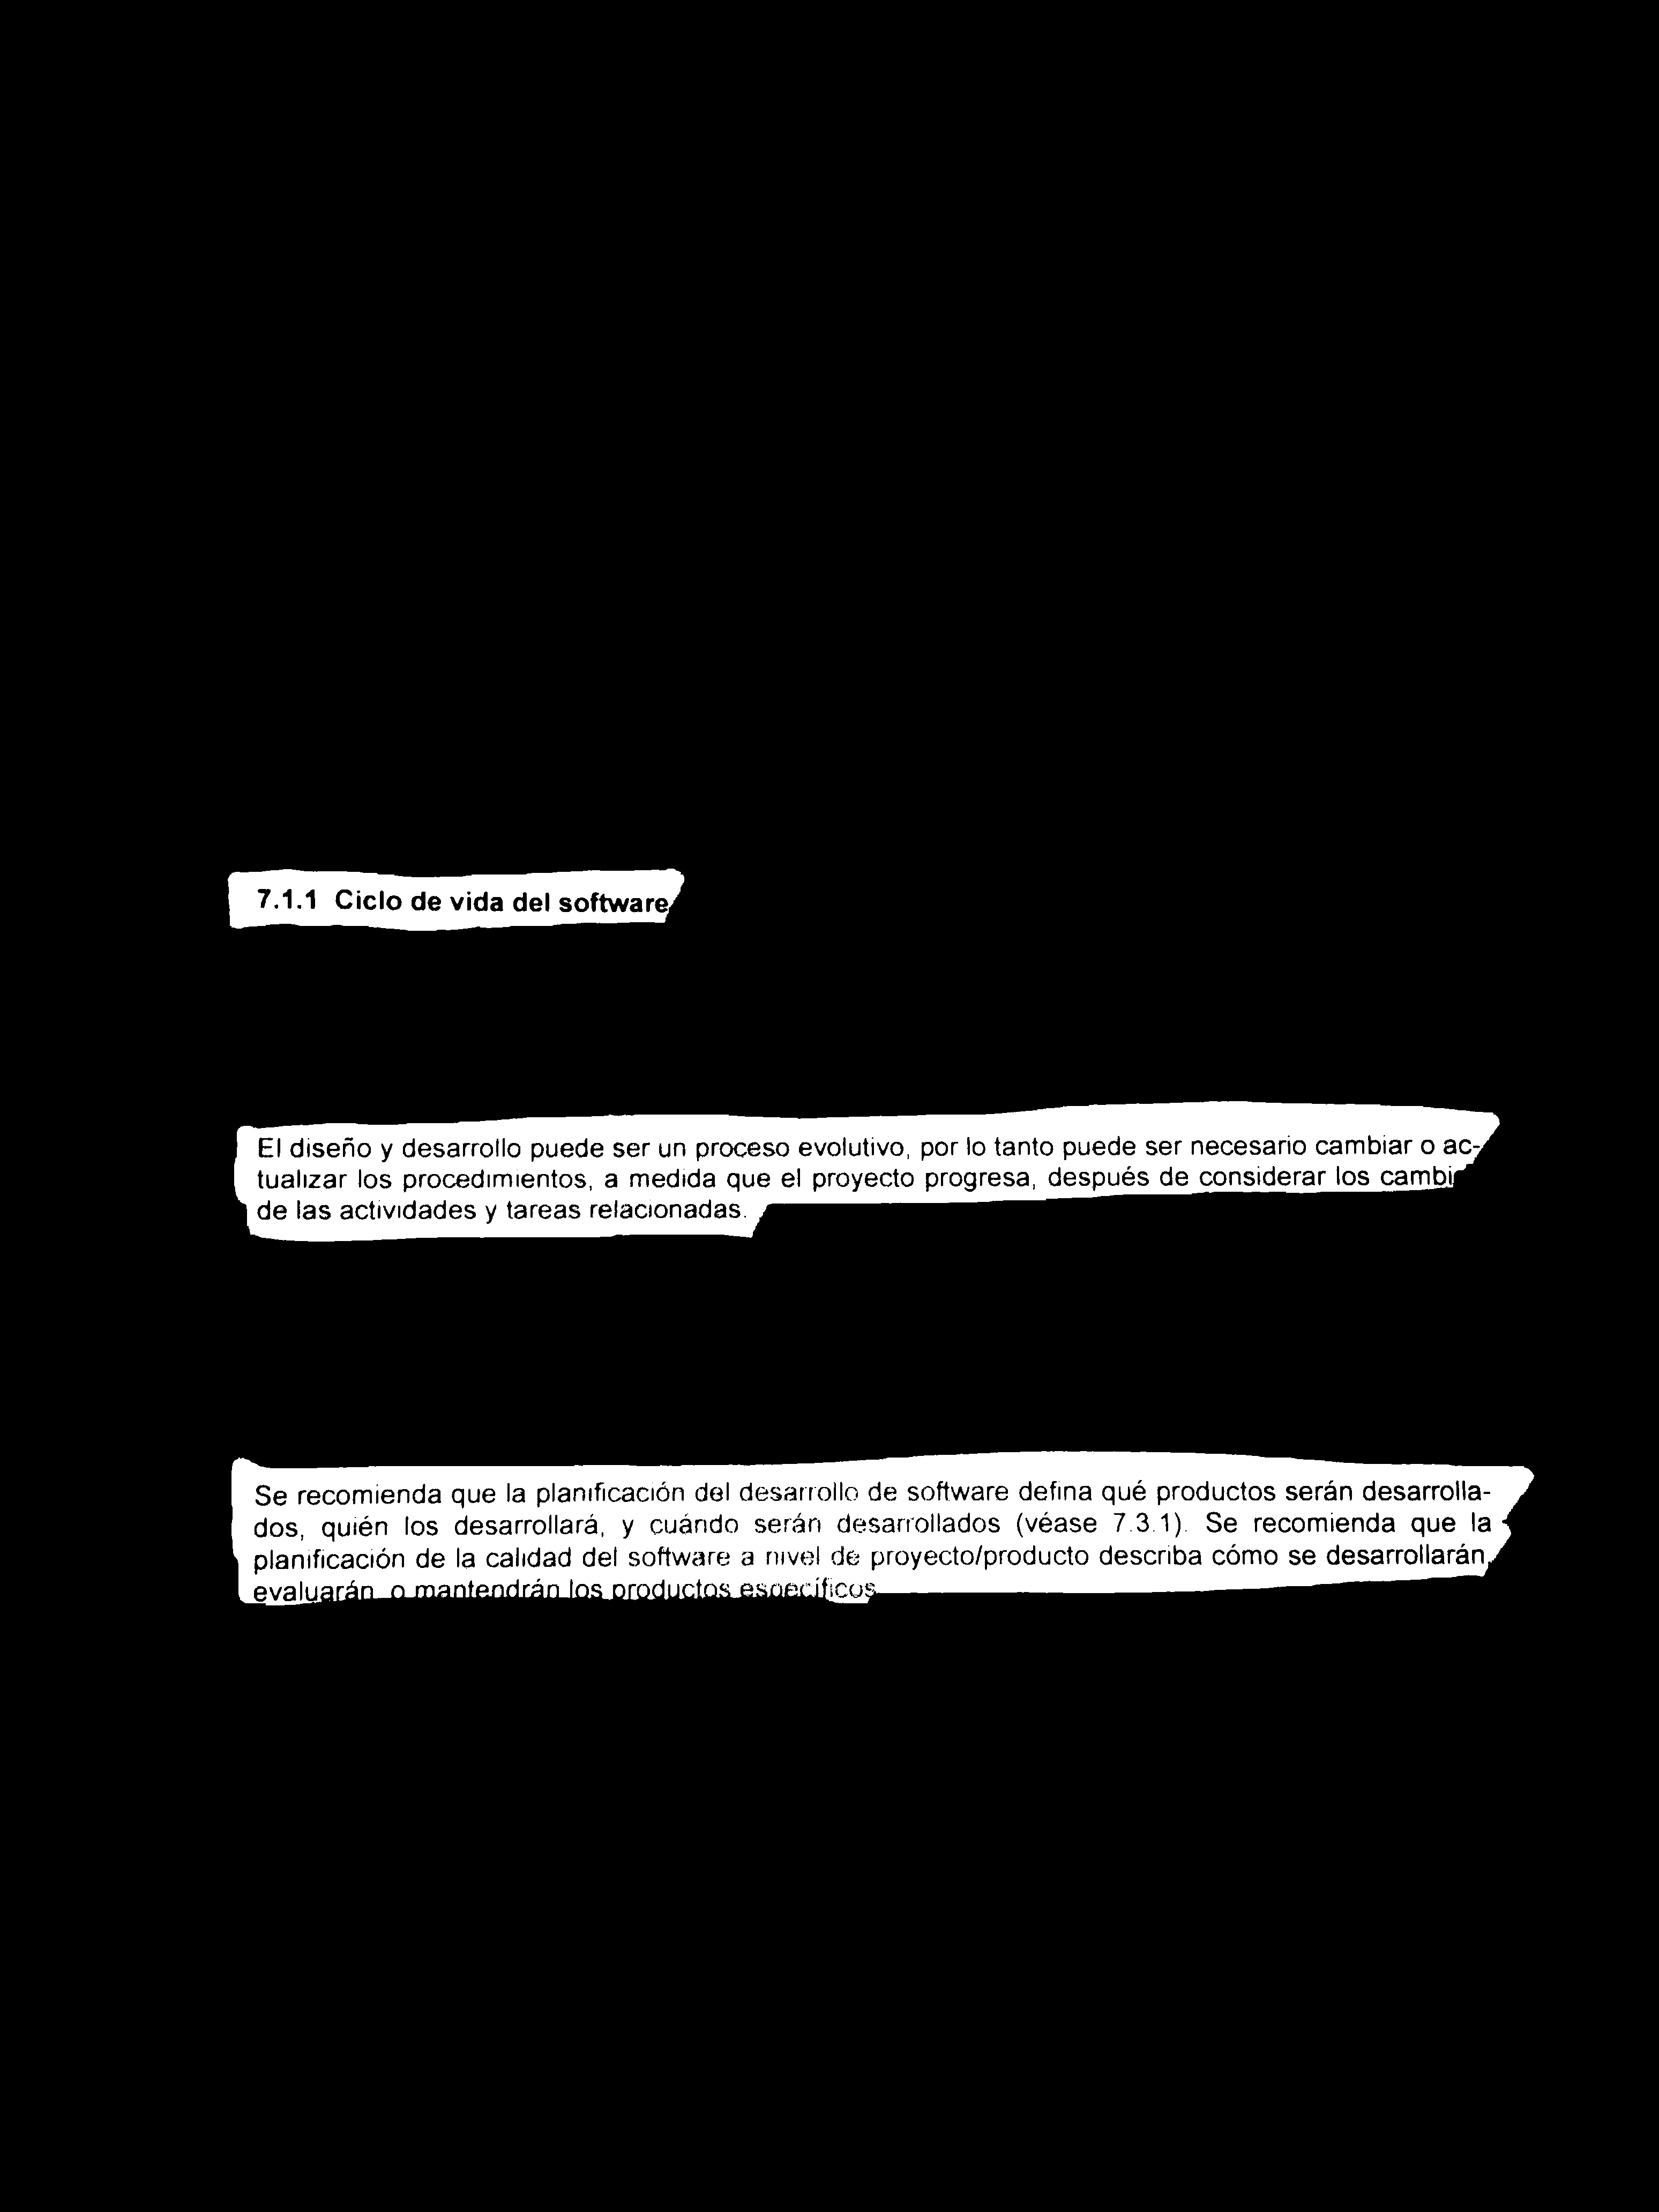 7.1.1 Ciclo de vida del software
El diseño y desarrollo puede ser un proceso evolutivo, por lo tanto puede ser necesario cambiar o ac-
tualizar los procedimientos, a medida que el proyecto progresa, después de considerar los
de las actividades y tareas relacionadas.
Se recomienda que la planificación del desarrollo de software defina qué productos serán desarrolla-
dos, quién los desarrollará, y cuándo serán desarrollados (véase 7.3.1). Se recomienda que la
planificación de la calidad del software a nivel de proyecto/producto describa cómo se desarrollarán,
evaluarán o mantendrán los productos específicos